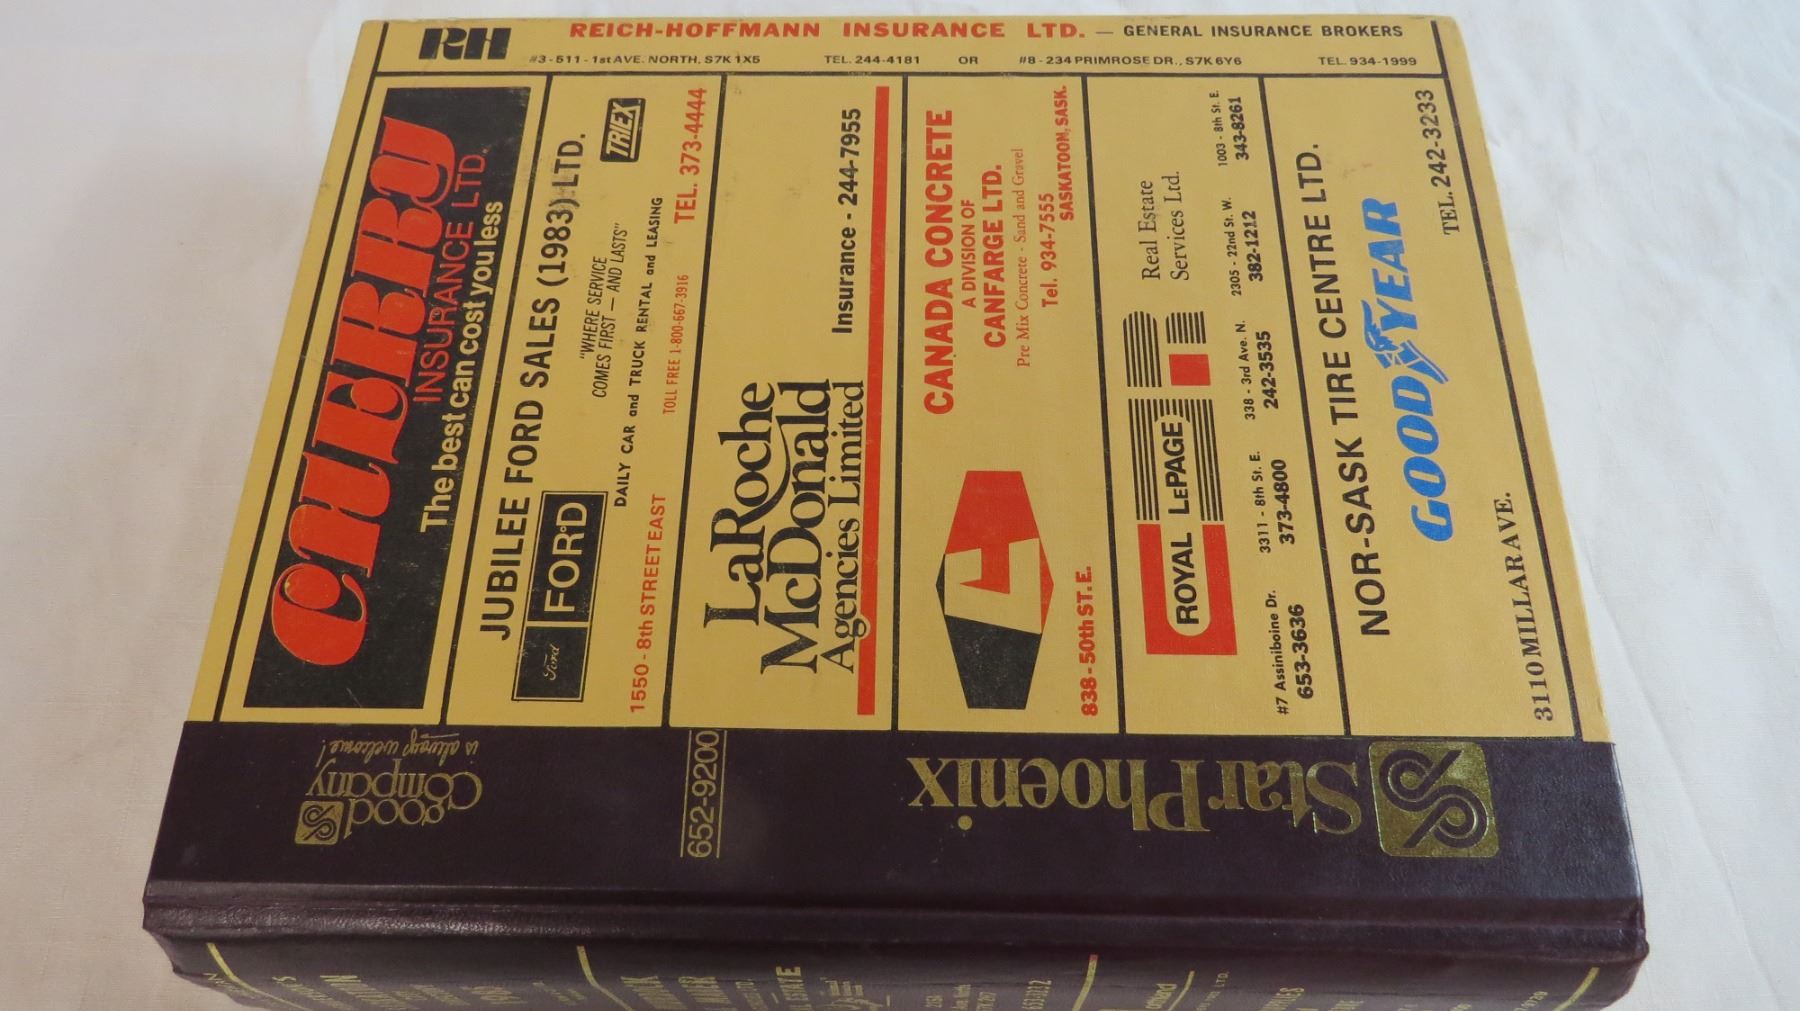 RH
REICH-HOFFMANN INSURANCE LTD. — GENERAL INSURANCE BROKERS
#3-511-1st AVE. NORTH, S7K 1X5 TEL. 244-4181 OR #8-234 PRIMROSE DR., S7K 6Y6 TEL. 934-1999
CHERRY
INSURANCE LTD.
The best can cost you less
JUBILEE FORD SALES (1983) LTD.
Ford
FORD
"WHERE SERVICE
COMES FIRST — AND LASTS"
TRIEX
DAILY CAR and TRUCK RENTAL and LEASING
1550 - 8th STREET EAST
TOLL FREE 1-800-667-3916
TEL. 373-4444
LaRoche
McDonald
Agencies Limited
Insurance - 244-7955
CANADA CONCRETE
A DIVISION OF
CANFARGE LTD.
Pre Mix Concrete - Sand and Gravel
Tel. 934-7555
838 - 50th ST. E.
SASKATOON, SASK.
ROYAL LEPAGE
Real Estate
Services Ltd.
#7 Assiniboine Dr.
653-3636
3311 - 8th St. E.
373-4800
338 - 3rd Ave. N.
242-3535
2305 - 22nd St. W.
382-1212
1003 - 8th St. E.
343-8261
NOR-SASK TIRE CENTRE LTD.
GOODYEAR
3110 MILLAR AVE.
TEL. 242-3233
StarPhoenix
652-9200
good
company
is always welcome!
ESTATE
653-2212